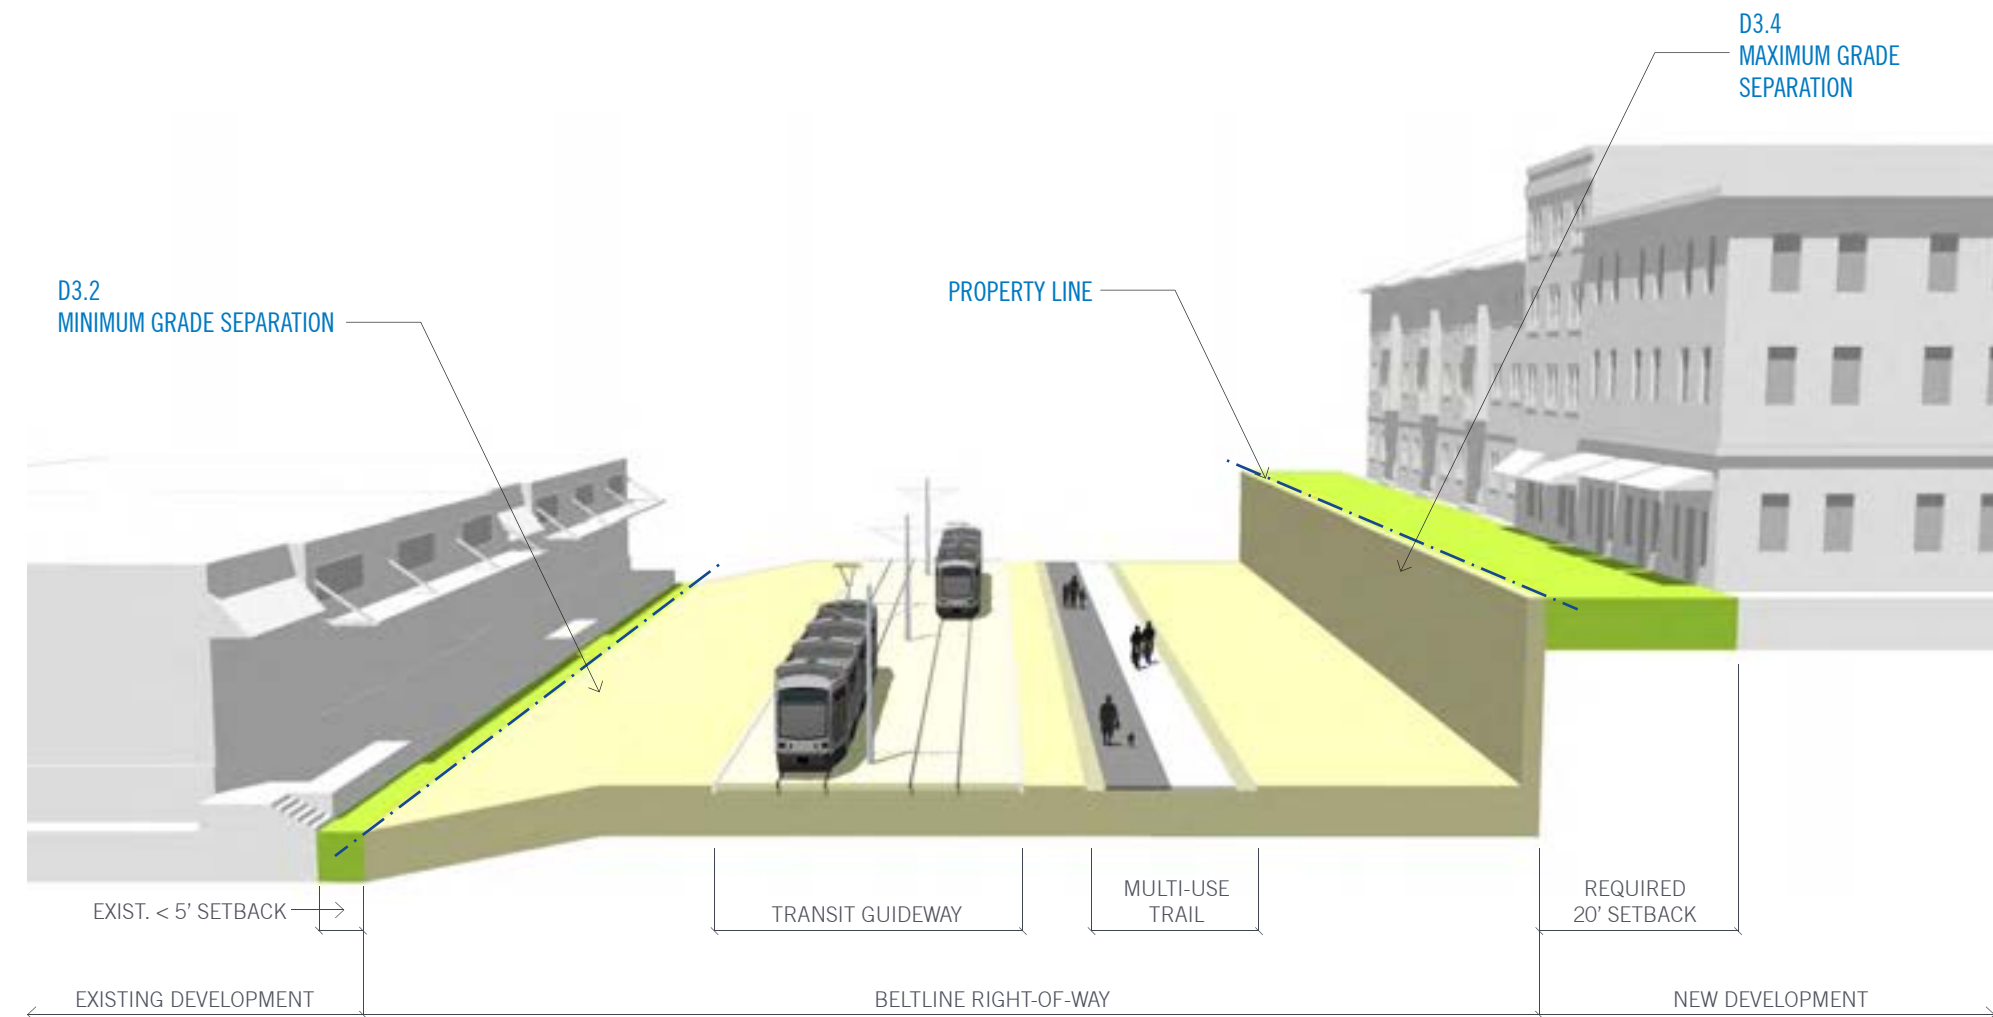 D3.4
MAXIMUM GRADE
SEPARATION
D3.2
MINIMUM GRADE SEPARATION
PROPERTY LINE
EXIST. < 5’ SETBACK
TRANSIT GUIDEWAY
MULTI-USE
TRAIL
REQUIRED
20’ SETBACK
EXISTING DEVELOPMENT
BELTLINE RIGHT-OF-WAY
NEW DEVELOPMENT